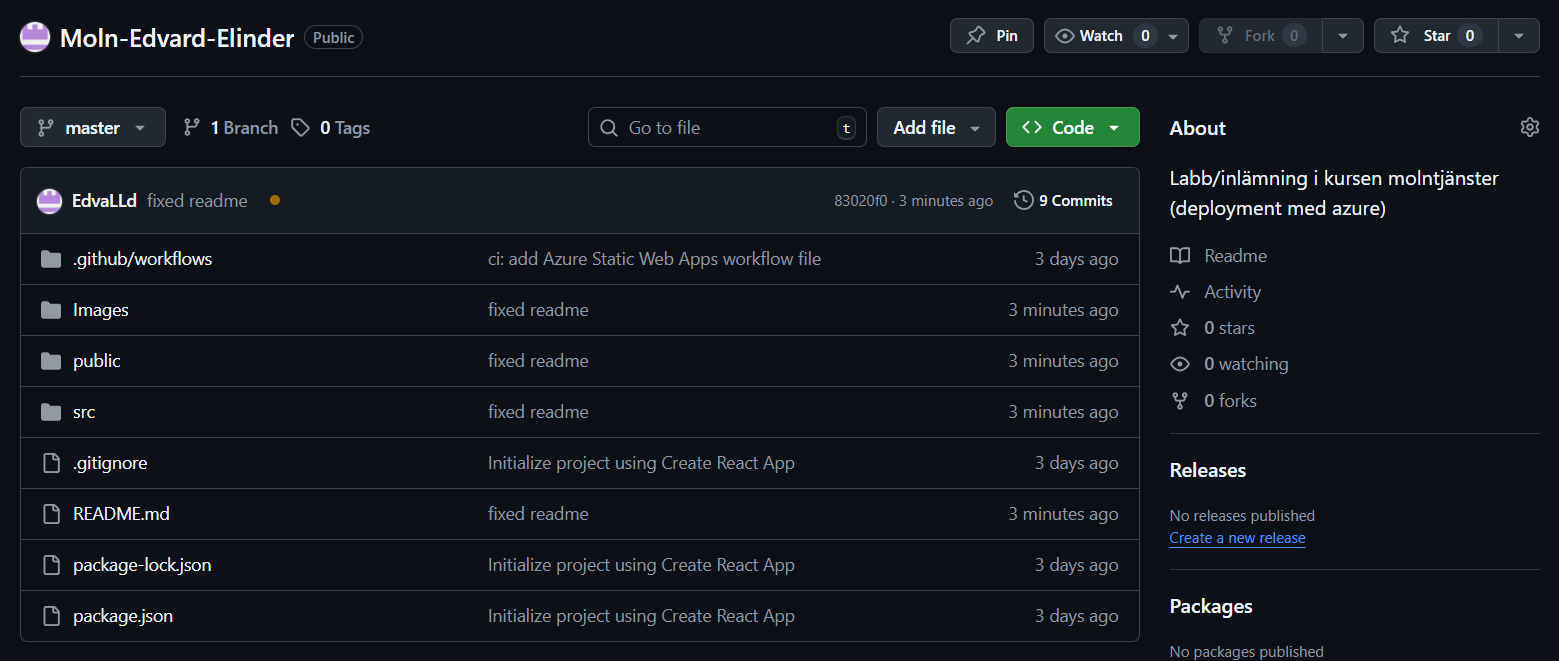 Moln-Edvard-Elinder Public Pin Watch 0 Fork 0 Star 0
master 1 Branch 0 Tags Go to file t Add file Code
EdvaLLd fixed readme 83020f0 · 3 minutes ago 9 Commits
.github/workflows ci: add Azure Static Web Apps workflow file 3 days ago
Images fixed readme 3 minutes ago
public fixed readme 3 minutes ago
src fixed readme 3 minutes ago
.gitignore Initialize project using Create React App 3 days ago
README.md fixed readme 3 minutes ago
package-lock.json Initialize project using Create React App 3 days ago
package.json Initialize project using Create React App 3 days ago
About
Labb/inlämning i kursen molntjänster
(deployment med azure)
Readme
Activity
0 stars
0 watching
0 forks
Releases
No releases published
Create a new release
Packages
No packages published